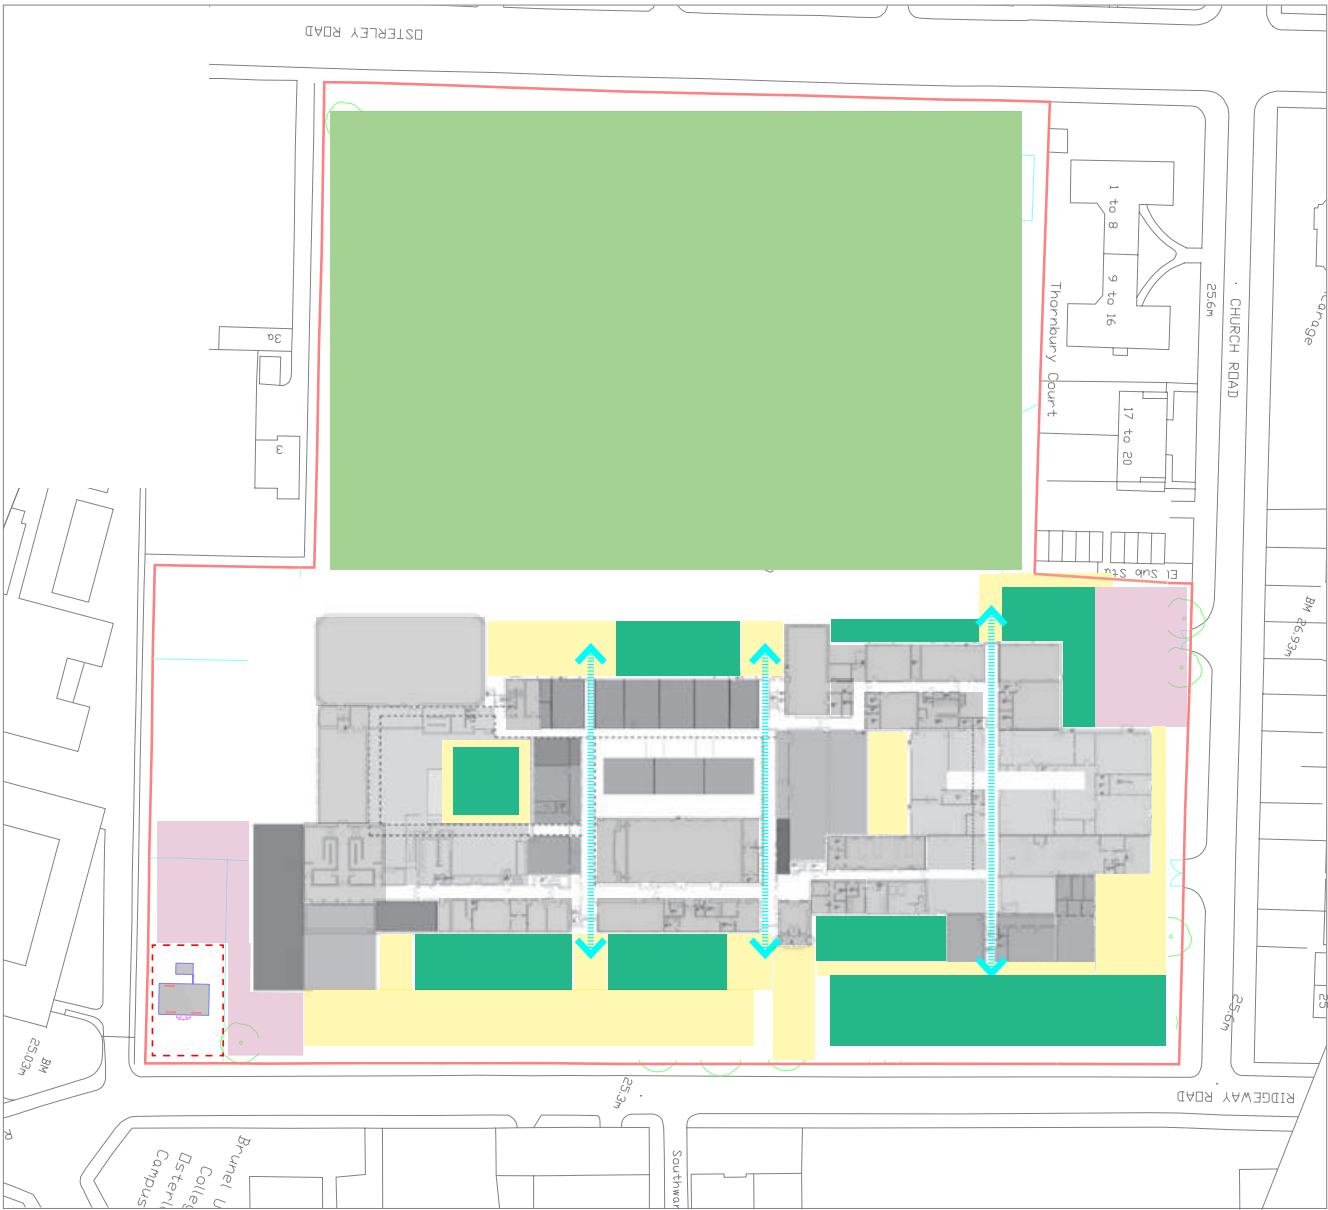 OSTERLEY ROAD
1 to 8
9 to 16
Thornbury Court
25.6m
CHURCH ROAD
3a
3
17 to 20
El Sub Sta
BM 26.93m
25.6m
25
BM
25.03m
25.3m
RIDGEWAY ROAD
Brunel U
Colleg
Osterl
Campus
Southwar